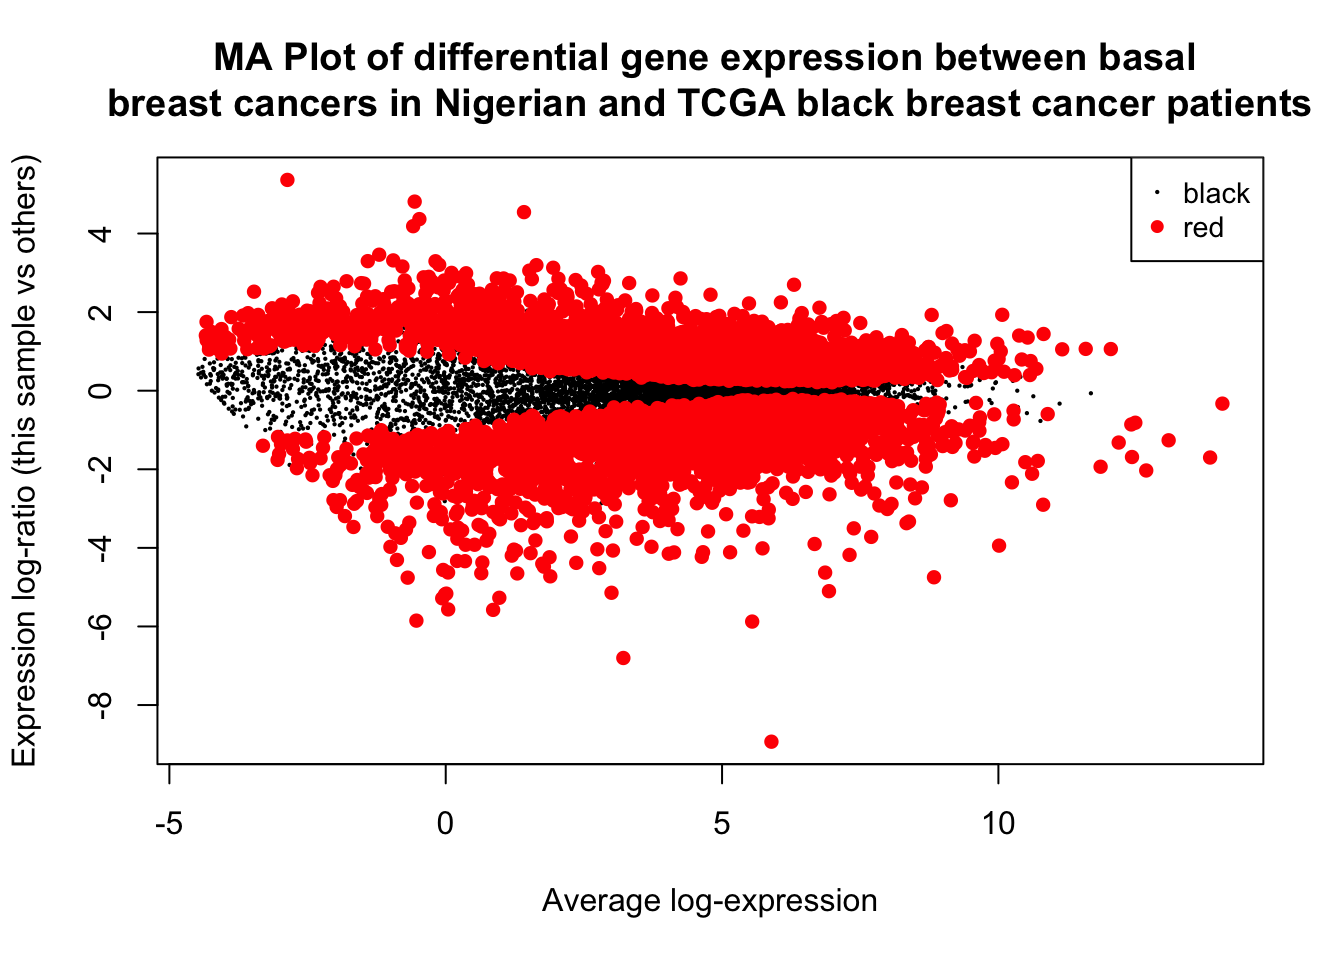 MA Plot of differential gene expression between basal
breast cancers in Nigerian and TCGA black breast cancer patients
Expression log-ratio (this sample vs others)
black
red
4
2
0
-2
-4
-6
-8
-5
0
5
10
Average log-expression